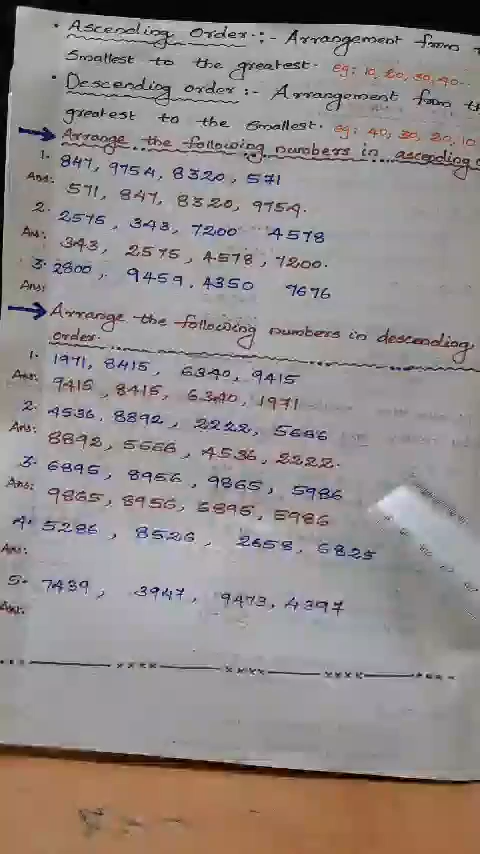 • Ascending Order :- Arrangement from
smallest to the greatest. eg: 10, 20, 30, 40..
• Descending order :- Arrangement from
greatest to the smallest. eg: 40, 30, 20, 10
→ Arrange the following numbers in ascending
1. 847, 9754, 8320, 571
Ans: 571, 847, 8320, 9754.
2. 2575, 343, 7200 4578
Ans: 343, 2575, 4578, 7200.
3. 2800, 9459, 4350 7676
Ans:
→ Arrange the following numbers in descending
order.
1. 1971, 8415, 6340, 9415
Ans: 9415, 8415, 6340, 1971
2. 4536, 8892, 2222, 5666
Ans: 8892, 5666, 4536, 2222.
3. 6895, 8956, 9865, 5986
Ans: 9865, 8956, 6895, 5986
4. 5286, 8526, 2658, 6825
Ans:
5. 7439, 3947, 9473, 4397
Ans: